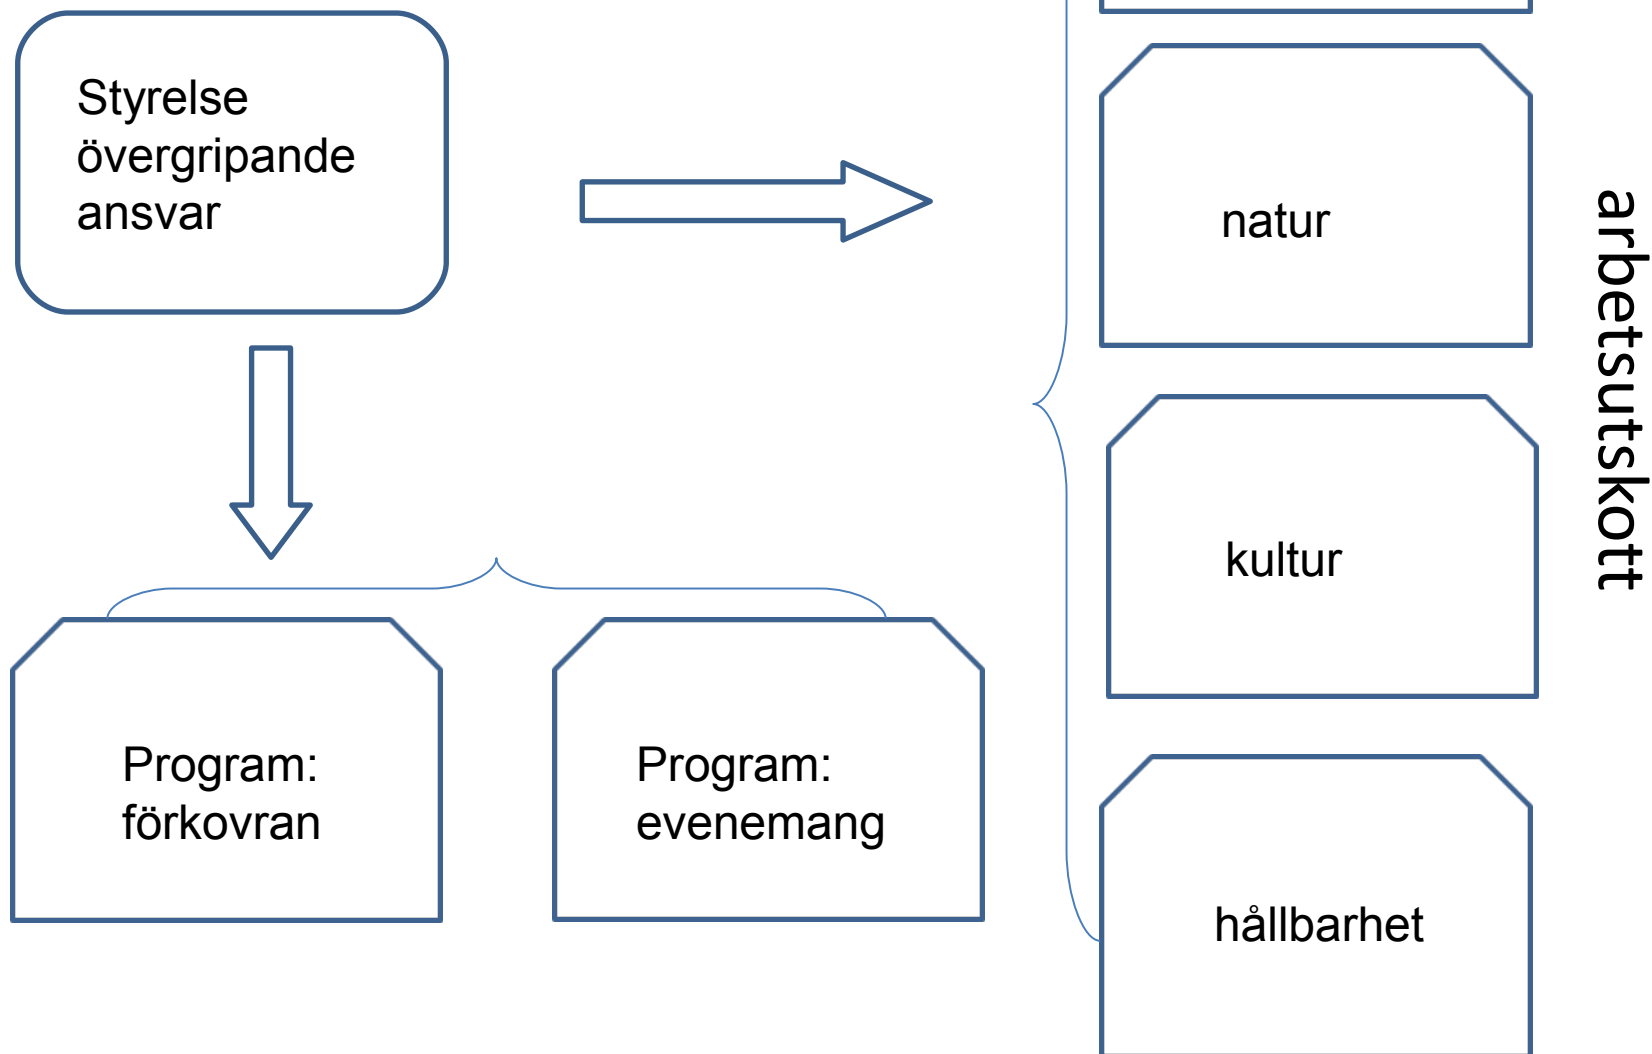 Styrelse
övergripande
ansvar
natur
kultur
hållbarhet
arbetsutskott
Program:
förkovran
Program:
evenemang